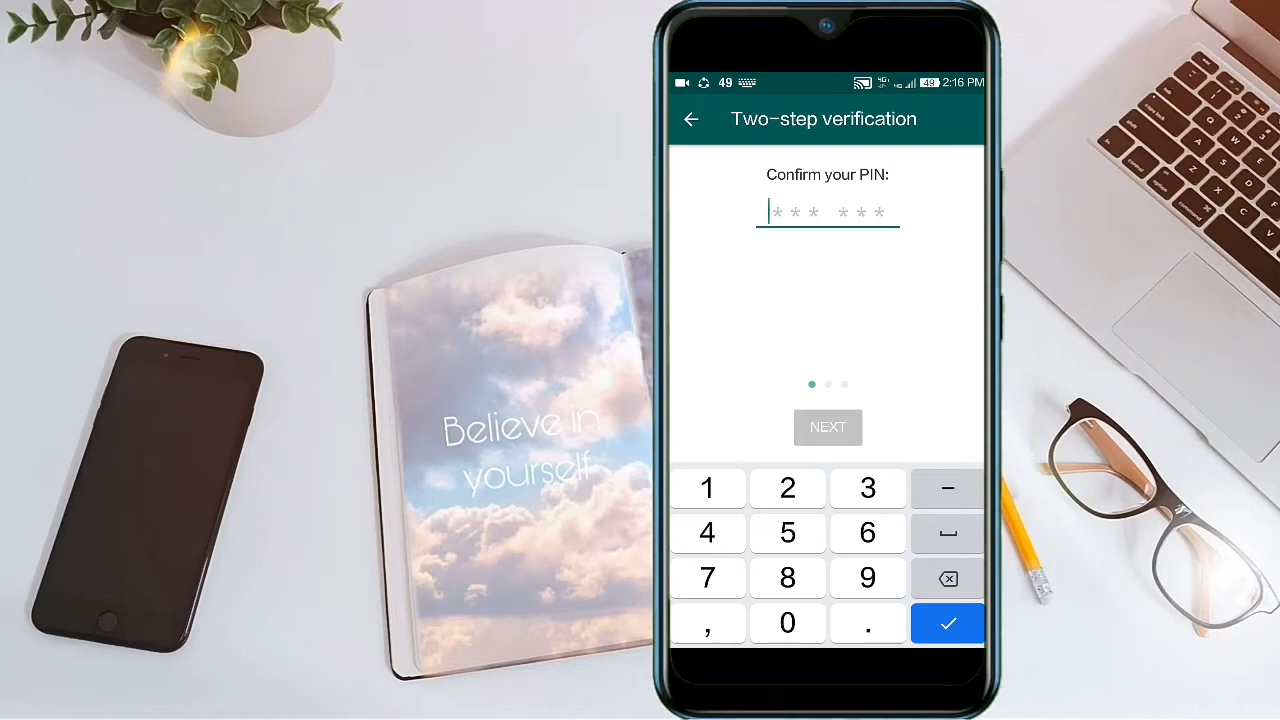 49 49 2:16 PM
Two-step verification
Confirm your PIN:
*** ***
NEXT
1 2 3 –
4 5 6
7 8 9
, 0 .
Believe in
yourself